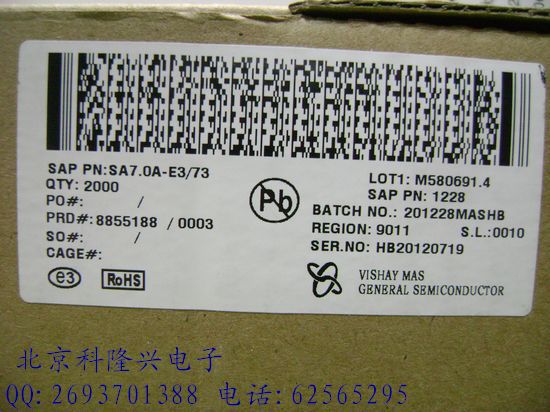 SAP PN:SA7.0A-E3/73
QTY: 2000
PO#: /
PRD#: 8855188 / 0003
SO#: /
CAGE#:
e3 RoHS
Pb
LOT1: M580691.4
SAP PN: 1228
BATCH NO.: 201228MASHB
REGION: 9011 S.L.:0010
SER.NO: HB20120719
VISHAY MAS
GENERAL SEMICONDUCTOR
北京科隆兴电子
QQ:2693701388 电话:62565295